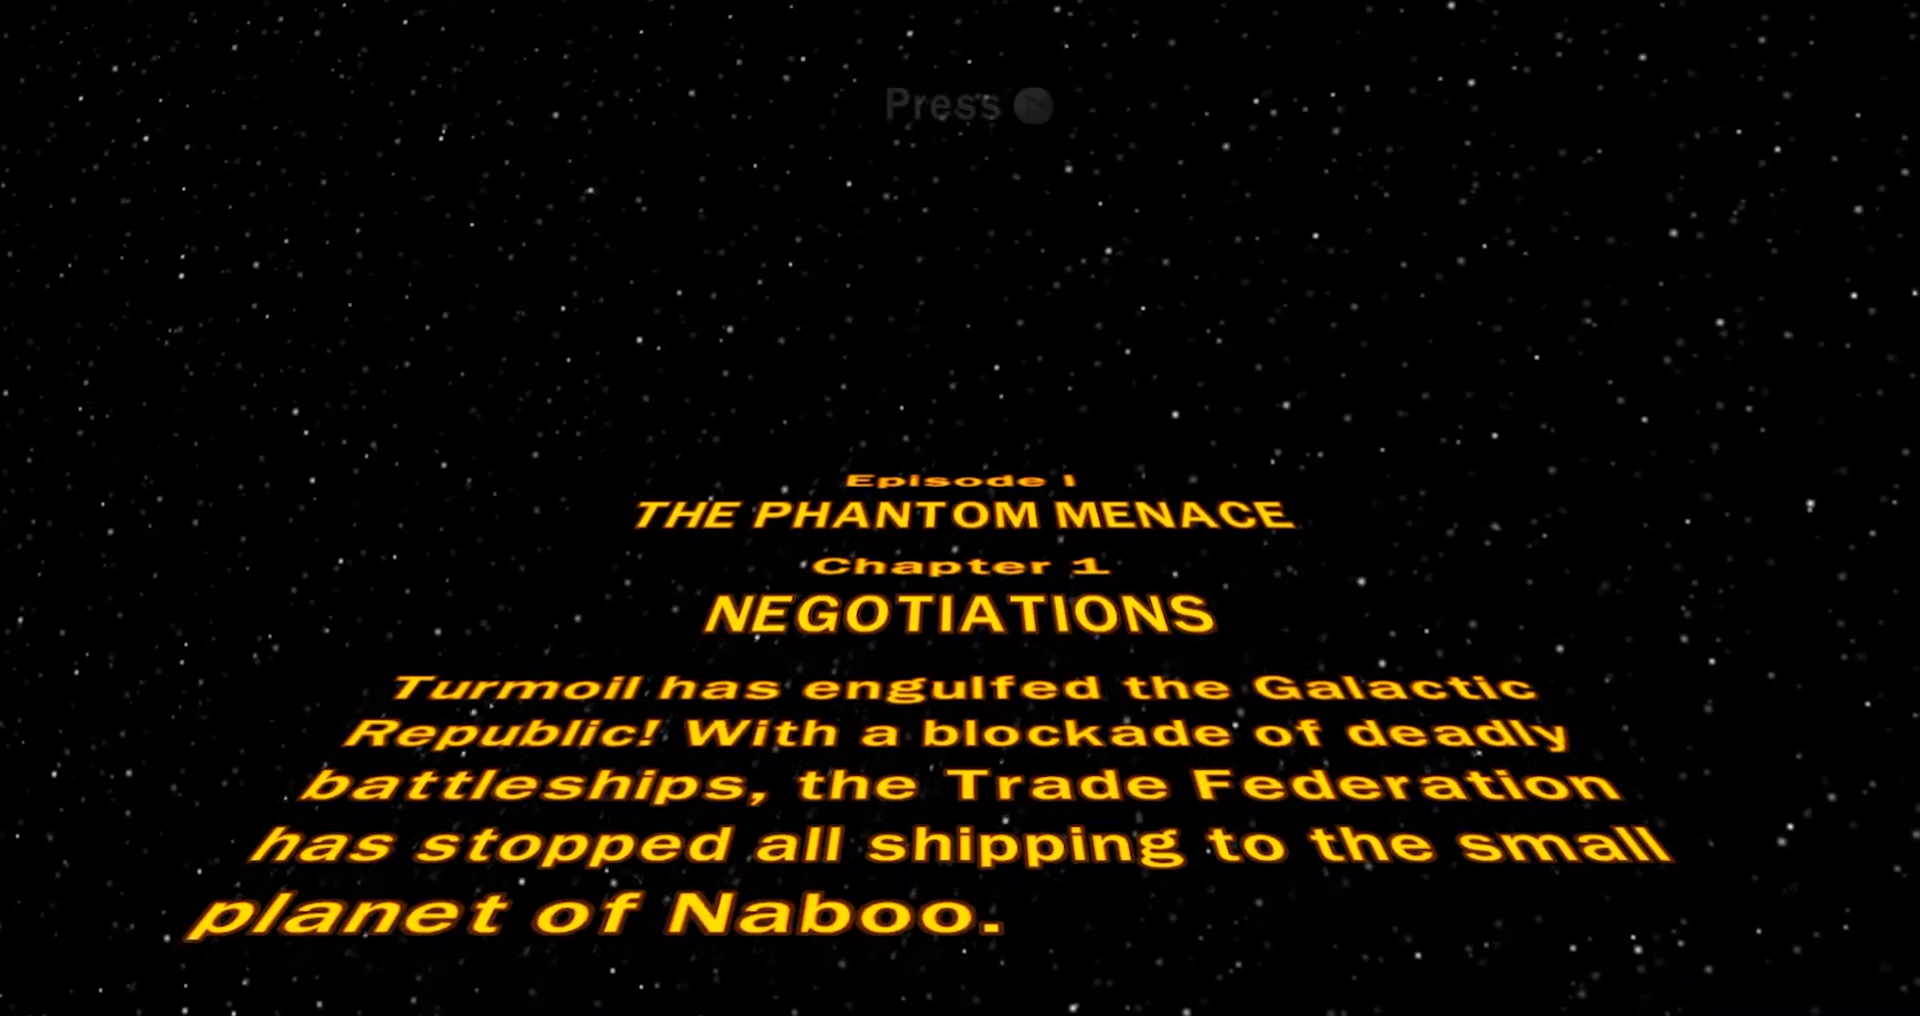 Press
Episode I
THE PHANTOM MENACE
Chapter 1
NEGOTIATIONS
Turmoil has engulfed the Galactic
Republic! With a blockade of deadly
battleships, the Trade Federation
has stopped all shipping to the small
planet of Naboo.